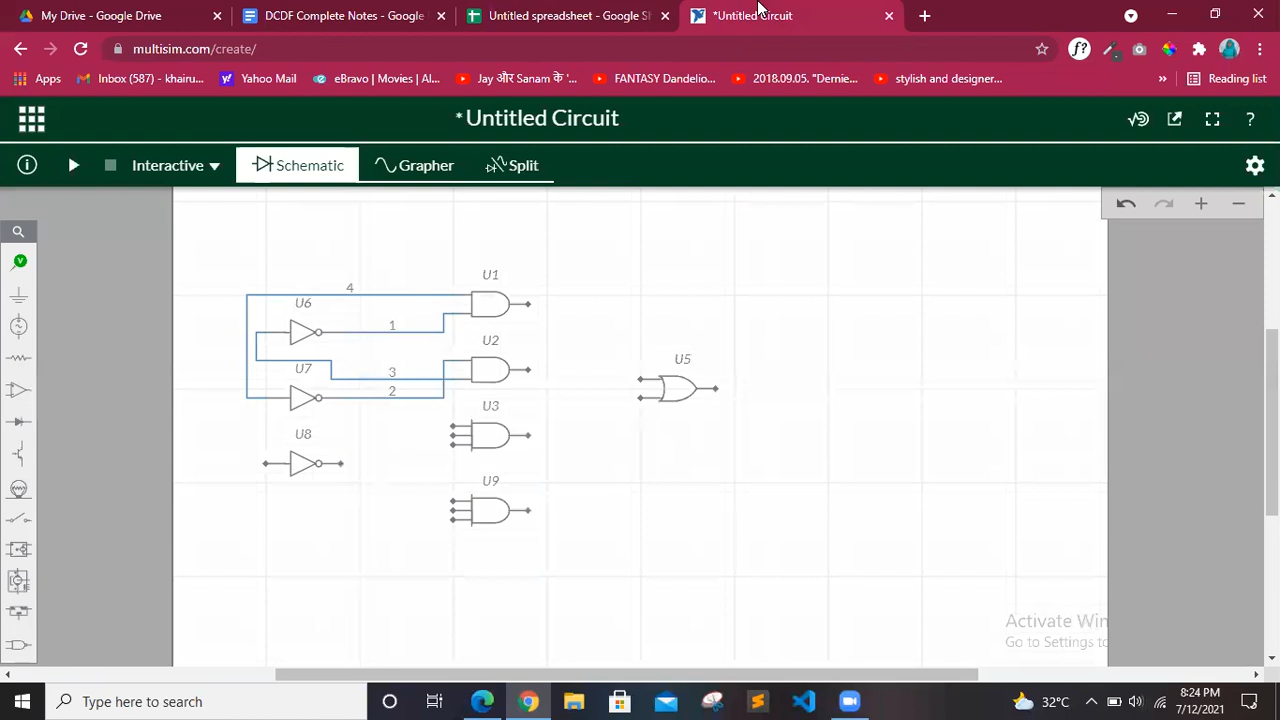 My Drive - Google Drive
DCDF Complete Notes - Google
Untitled spreadsheet - Google Sh
*Untitled Circuit
multisim.com/create/
f?
Apps
Inbox (587) - khairu...
Yahoo Mail
eBravo | Movies | Al...
Jay और Sanam के '...
FANTASY Dandelio...
2018.09.05. "Dernie...
stylish and designer...
»
Reading list
*Untitled Circuit
?
Interactive
Schematic
Grapher
Split
U1
4
U6
1
U2
U5
U7
3
2
U3
U8
U9
Activate Win
Go to Settings to
Type here to search
32°C
8:24 PM
7/12/2021